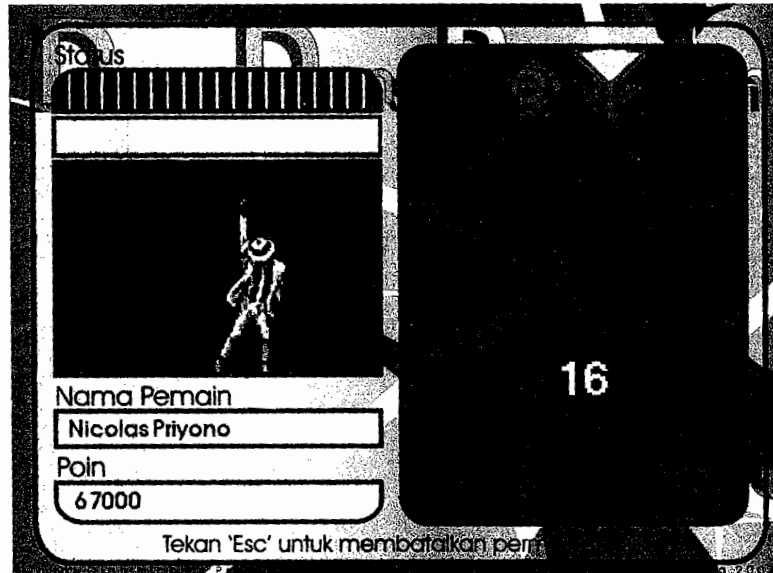 Status
16
Nama Pemain
Nicolas Priyono
Poin
67000
Tekan 'Esc' untuk membatalkan